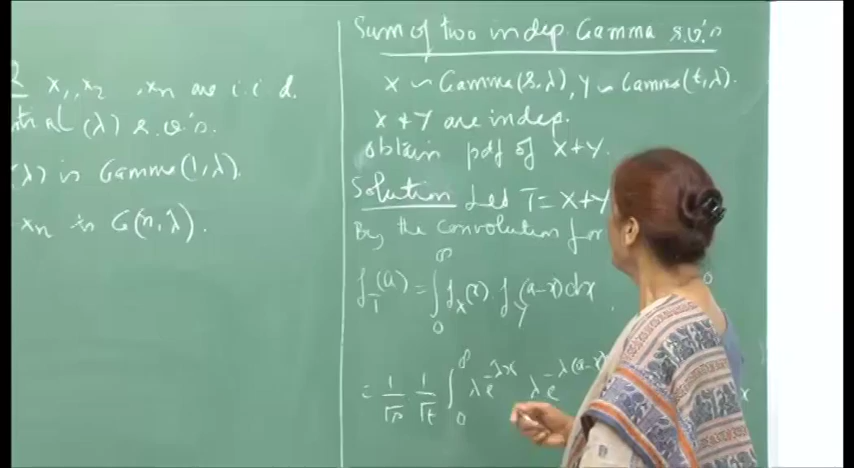 X₁, X₂, Xn are i.i.d.
(λ) r.v's.
(λ) is Gamma(1,λ).
Xn is G(n,λ).
Sum of two indep. Gamma r.v.'s
X ~ Gamma(s,λ), Y ~ Gamma(t,λ).
X + Y are indep.
obtain pdf of X+Y.
Solution Let T = X+Y
By the convolution for
f_T(a) = ∫₀^∞ f_X(x) f_Y(a-x) dx
= 1/Γs 1/Γt ∫₀^∞ λe^{-λx} λe^{-λ(a-x)}